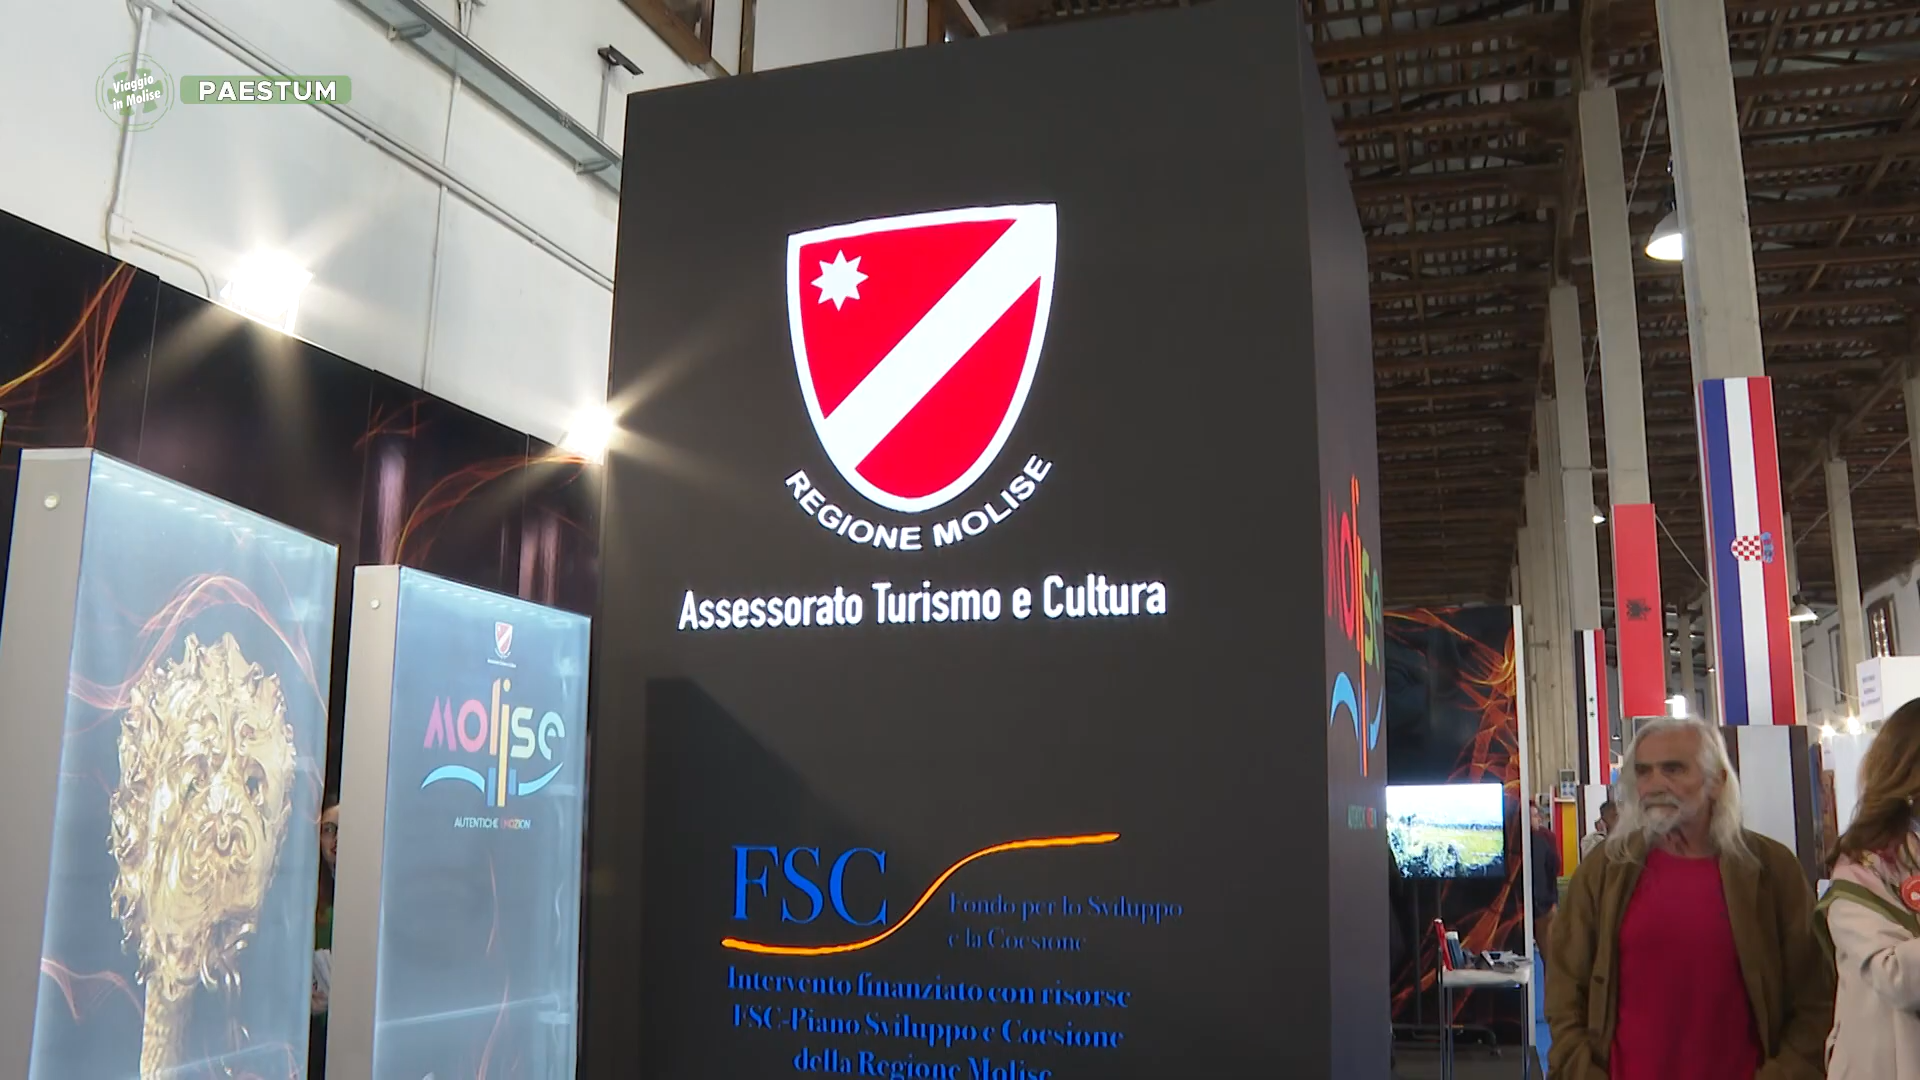 Viaggio
in Molise
PAESTUM
REGIONE MOLISE
Assessorato Turismo e Cultura
MOlise
AUTENTICHE EMOZIONI
molise
FSC
Fondo per lo Sviluppo
e la Coesione
Intervento finanziato con risorse
FSC-Piano Sviluppo e Coesione
della Regione Molise